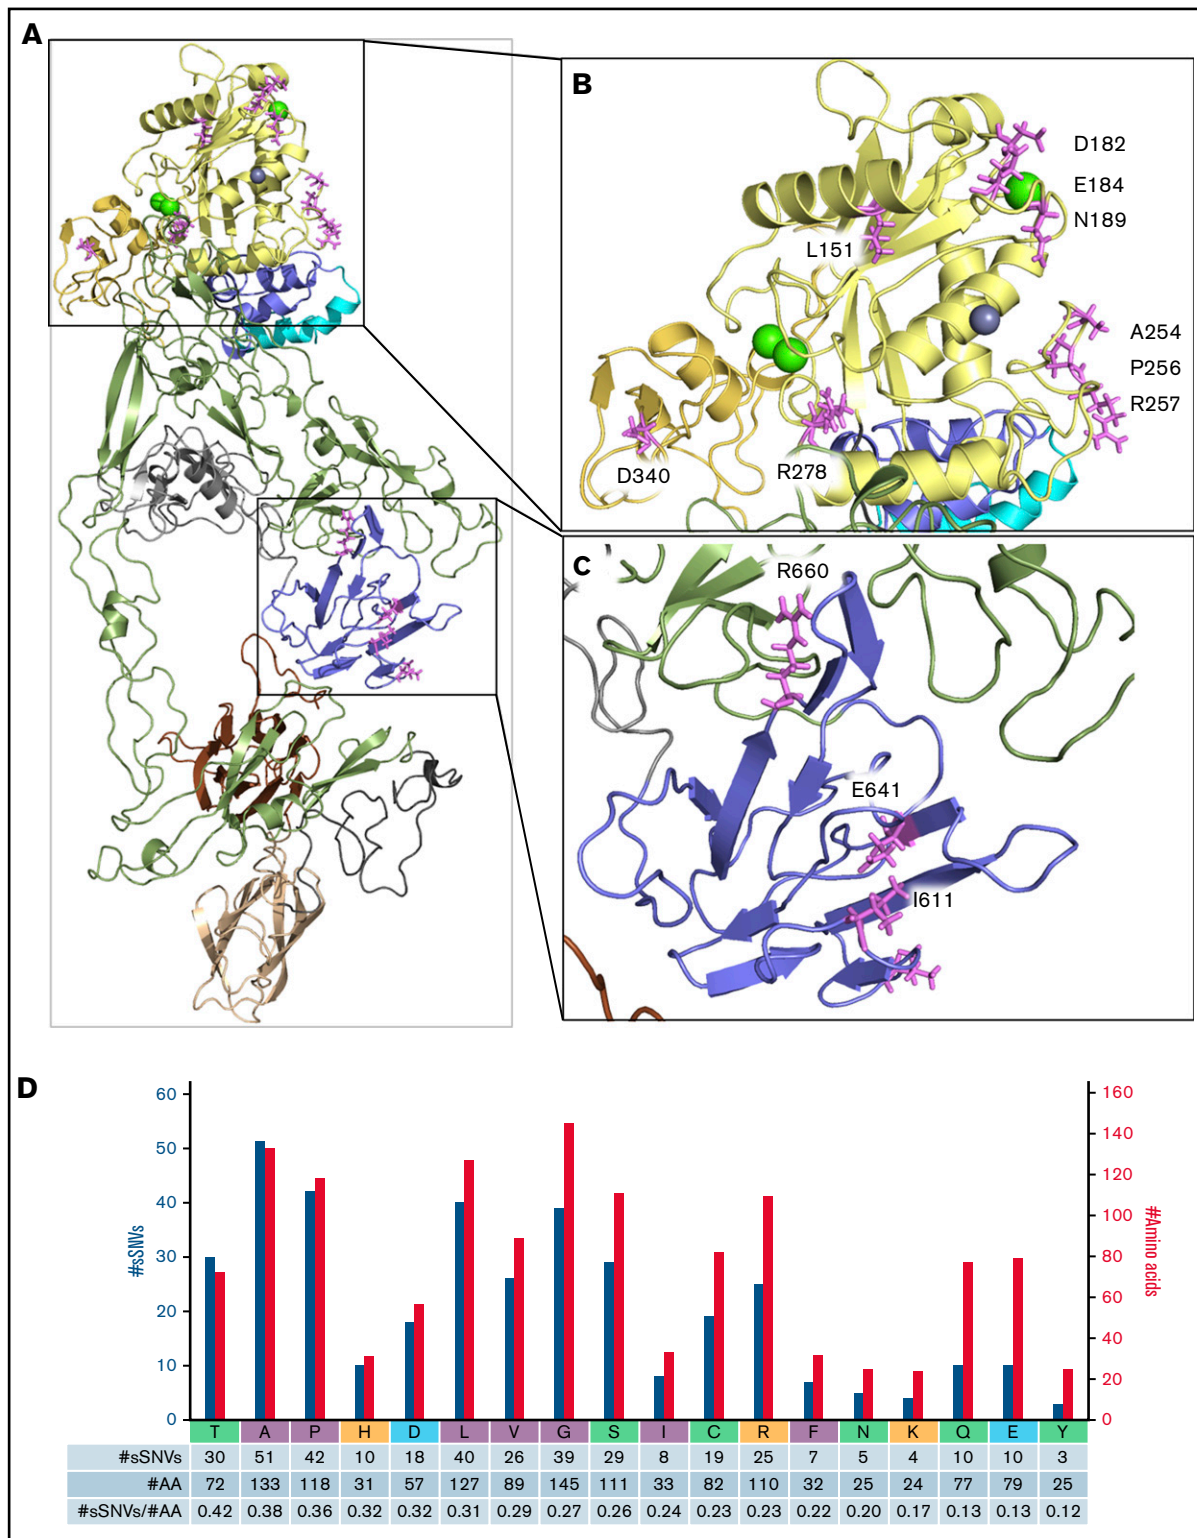 A
B
D182
E184
N189
L151
A254
P256
R257
D340
R278
C
R660
E641
I611
D
#sSNVs
#Amino acids
60
50
40
30
20
10
0
160
140
120
100
80
60
40
20
0
T A P H D L V G S I C R F N K Q E Y
#sSNVs 30 51 42 10 18 40 26 39 29 8 19 25 7 5 4 10 10 3
#AA 72 133 118 31 57 127 89 145 111 33 82 110 32 25 24 77 79 25
#sSNVs/#AA 0.42 0.38 0.36 0.32 0.32 0.31 0.29 0.27 0.26 0.24 0.23 0.23 0.22 0.20 0.17 0.13 0.13 0.12